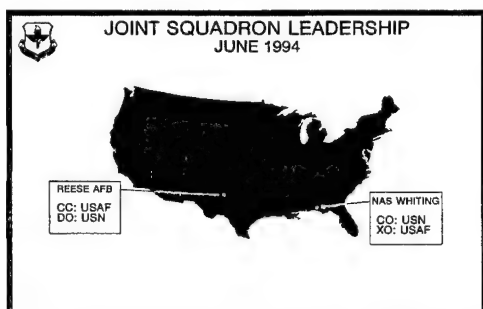 JOINT SQUADRON LEADERSHIP
JUNE 1994
REESE AFB
CC: USAF
DO: USN
NAS WHITING
CO: USN
XO: USAF